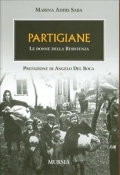 MARINA ADDIS SABA
PARTIGIANE
LE DONNE DELLA RESISTENZA
PREFAZIONE DI ANGELO DEL BOCA
MURSIA